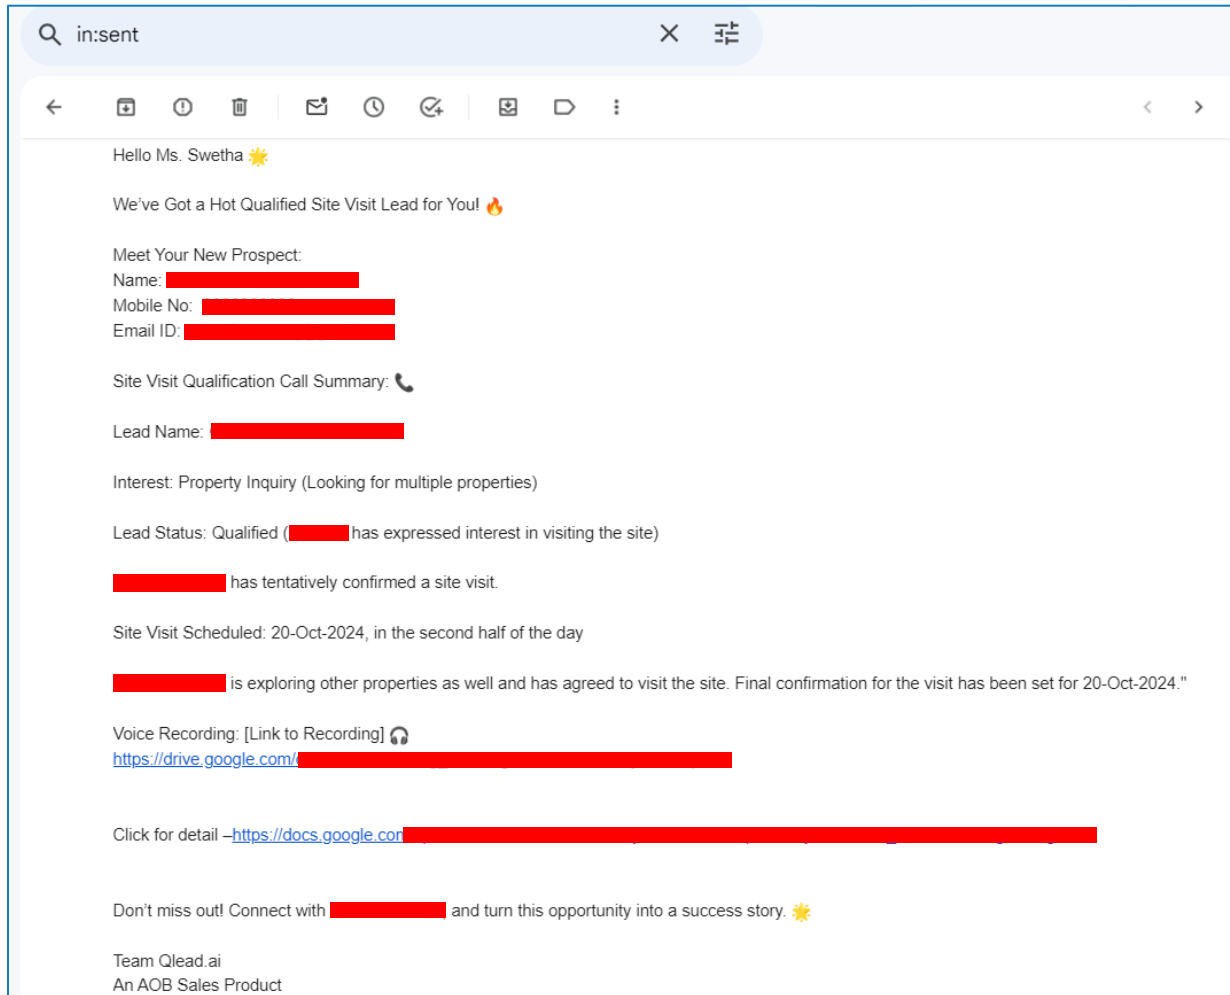 in:sent
Hello Ms. Swetha 🌟
We've Got a Hot Qualified Site Visit Lead for You! 🔥
Meet Your New Prospect:
Name:
Mobile No:
Email ID:
Site Visit Qualification Call Summary: 📞
Lead Name:
Interest: Property Inquiry (Looking for multiple properties)
Lead Status: Qualified ( has expressed interest in visiting the site)
has tentatively confirmed a site visit.
Site Visit Scheduled: 20-Oct-2024, in the second half of the day
is exploring other properties as well and has agreed to visit the site. Final confirmation for the visit has been set for 20-Oct-2024."
Voice Recording: [Link to Recording] 🎧
https://drive.google.com/
Click for detail –https://docs.google.com
Don't miss out! Connect with , and turn this opportunity into a success story. 🌟
Team Qlead.ai
An AOB Sales Product